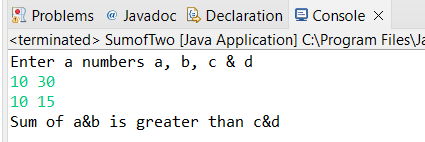 Problems @ Javadoc Declaration Console
<terminated> SumofTwo [Java Application] C:\Program Files\Ja
Enter a numbers a, b, c & d
10 30
10 15
Sum of a&b is greater than c&d